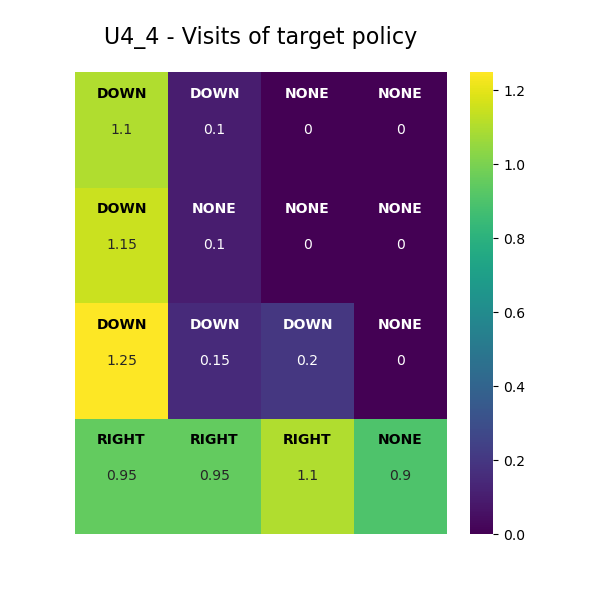 U4_4 - Visits of target policy
DOWN DOWN NONE NONE
1.1 0.1 0 0
DOWN NONE NONE NONE
1.15 0.1 0 0
DOWN DOWN DOWN NONE
1.25 0.15 0.2 0
RIGHT RIGHT RIGHT NONE
0.95 0.95 1.1 0.9
1.2
1.0
0.8
0.6
0.4
0.2
0.0